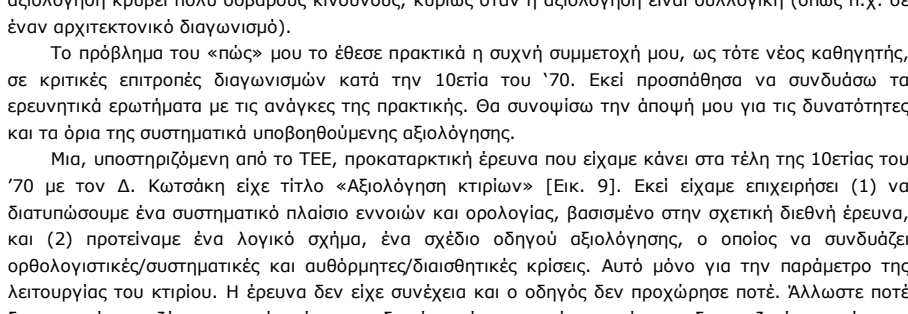 αξιολόγηση κρύβει πολύ σοβαρούς κινδύνους, κυρίως όταν η αξιολόγηση είναι συλλογική (όπως π.χ. σε
έναν αρχιτεκτονικό διαγωνισμό).
Το πρόβλημα του «πώς» μου το έθεσε πρακτικά η συχνή συμμετοχή μου, ως τότε νέος καθηγητής,
σε κριτικές επιτροπές διαγωνισμών κατά την 10ετία του ‘70. Εκεί προσπάθησα να συνδυάσω τα
ερευνητικά ερωτήματα με τις ανάγκες της πρακτικής. Θα συνοψίσω την άποψή μου για τις δυνατότητες
και τα όρια της συστηματικά υποβοηθούμενης αξιολόγησης.
Μια, υποστηριζόμενη από το ΤΕΕ, προκαταρκτική έρευνα που είχαμε κάνει στα τέλη της 10ετίας του
’70 με τον Δ. Κωτσάκη είχε τίτλο «Αξιολόγηση κτιρίων» [Εικ. 9]. Εκεί είχαμε επιχειρήσει (1) να
διατυπώσουμε ένα συστηματικό πλαίσιο εννοιών και ορολογίας, βασισμένο στην σχετική διεθνή έρευνα,
και (2) προτείναμε ένα λογικό σχήμα, ένα σχέδιο οδηγού αξιολόγησης, ο οποίος να συνδυάζει
ορθολογιστικές/συστηματικές και αυθόρμητες/διαισθητικές κρίσεις. Αυτό μόνο για την παράμετρο της
λειτουργίας του κτιρίου. Η έρευνα δεν είχε συνέχεια και ο οδηγός δεν προχώρησε ποτέ. Άλλωστε ποτέ